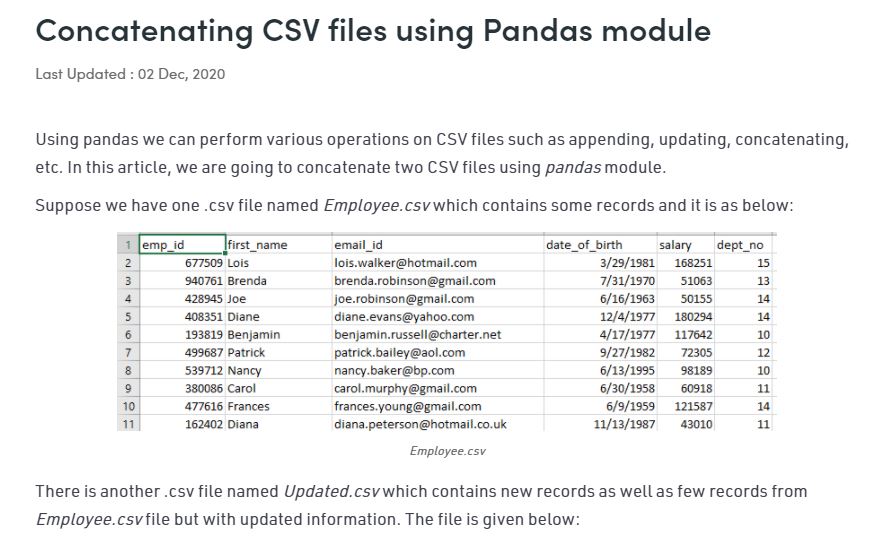 Concatenating CSV files using Pandas module
Last Updated : 02 Dec, 2020
Using pandas we can perform various operations on CSV files such as appending, updating, concatenating,
etc. In this article, we are going to concatenate two CSV files using pandas module.
Suppose we have one .csv file named Employee.csv which contains some records and it is as below:
1 emp_id first_name email_id date_of_birth salary dept_no
2 677509 Lois lois.walker@hotmail.com 3/29/1981 168251 15
3 940761 Brenda brenda.robinson@gmail.com 7/31/1970 51063 13
4 428945 Joe joe.robinson@gmail.com 6/16/1963 50155 14
5 408351 Diane diane.evans@yahoo.com 12/4/1977 180294 14
6 193819 Benjamin benjamin.russell@charter.net 4/17/1977 117642 10
7 499687 Patrick patrick.bailey@aol.com 9/27/1982 72305 12
8 539712 Nancy nancy.baker@bp.com 6/13/1995 98189 10
9 380086 Carol carol.murphy@gmail.com 6/30/1958 60918 11
10 477616 Frances frances.young@gmail.com 6/9/1959 121587 14
11 162402 Diana diana.peterson@hotmail.co.uk 11/13/1987 43010 11
Employee.csv
There is another .csv file named Updated.csv which contains new records as well as few records from
Employee.csv file but with updated information. The file is given below: